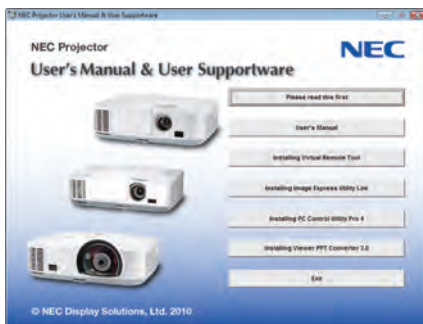 NEC Projector User's Manual & User Supportware
NEC Projector
NEC
User's Manual & User Supportware
Please read this first
User's Manual
Installing Virtual Remote Tool
Installing Image Express Utility Lite
Installing PC Control Utility Pro 4
Installing Viewer PPT Converter 3.0
Exit
© NEC Display Solutions, Ltd. 2010